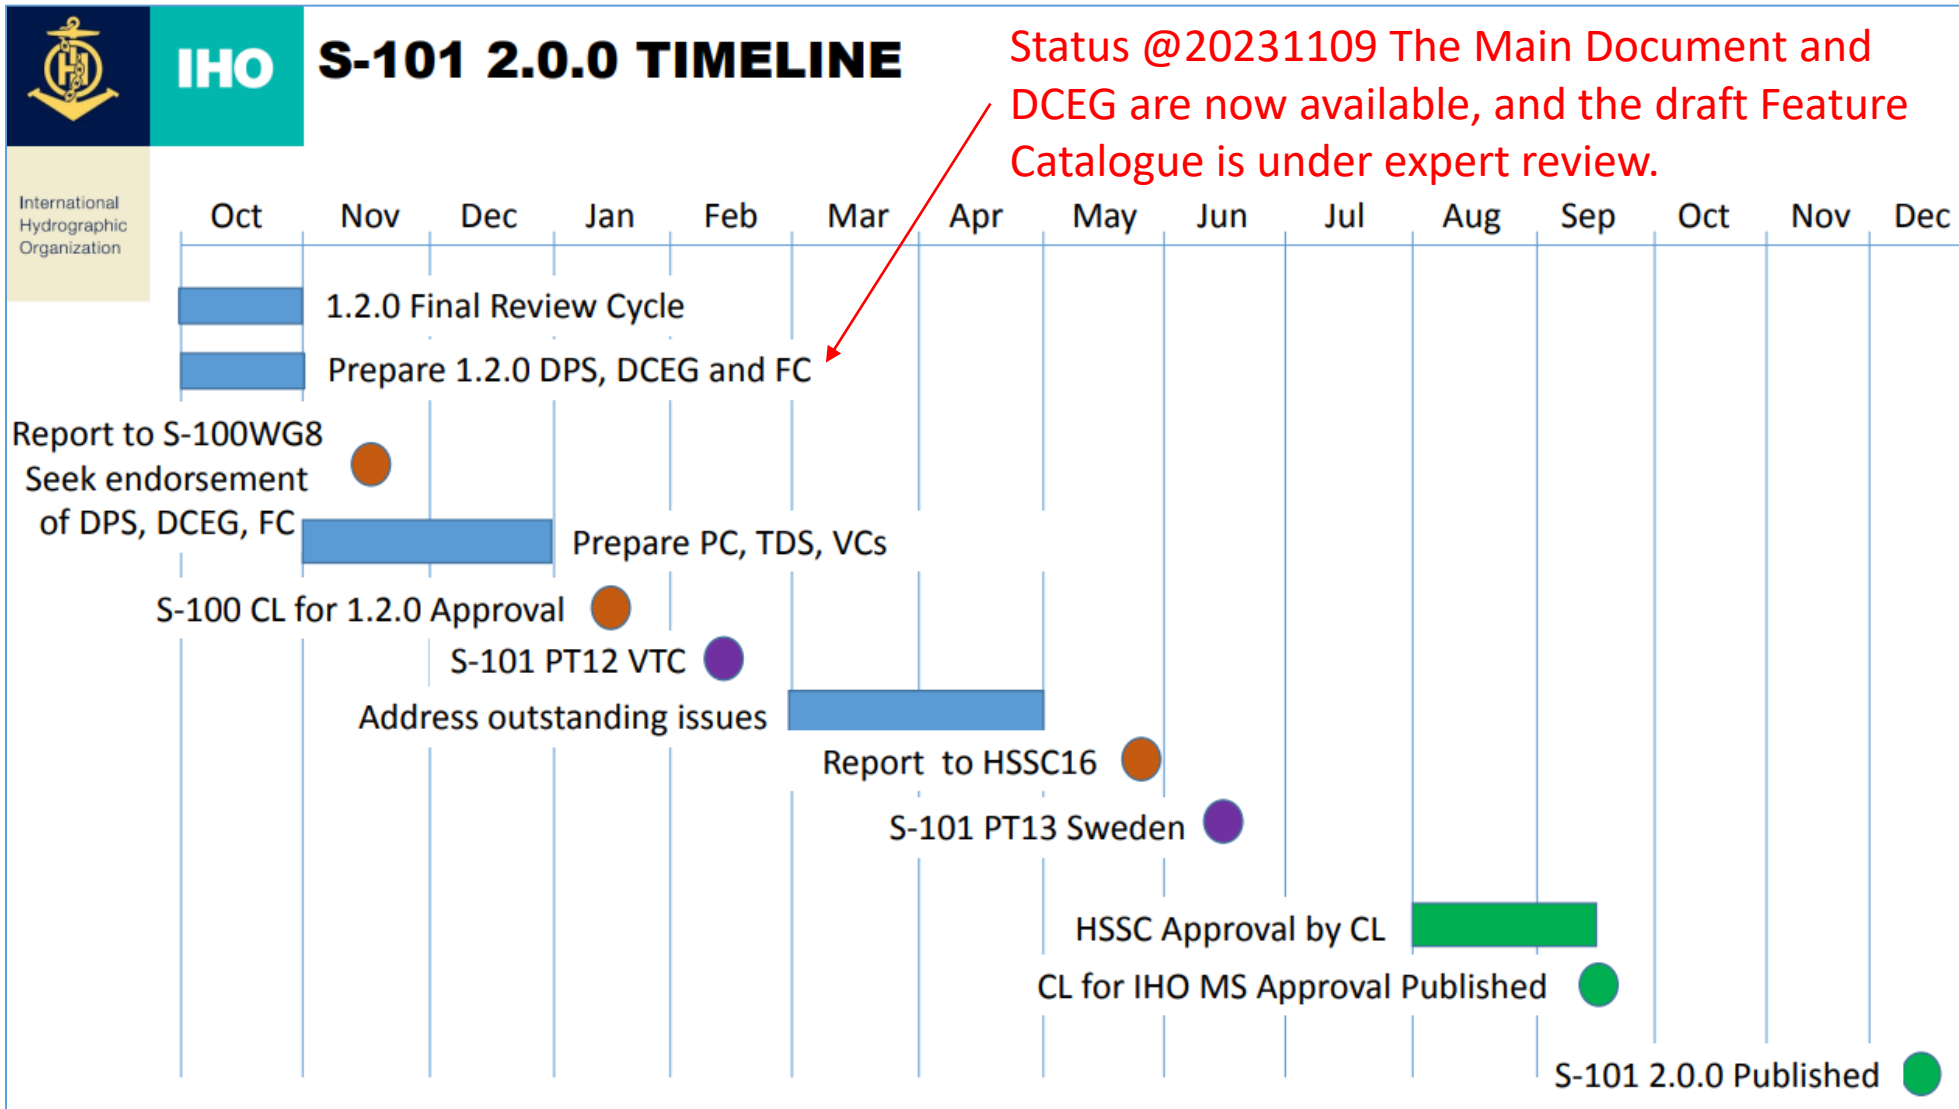 IHO
S-101 2.0.0 TIMELINE
Status @20231109 The Main Document and
DCEG are now available, and the draft Feature
Catalogue is under expert review.
International
Hydrographic
Organization
Oct Nov Dec Jan Feb Mar Apr May Jun Jul Aug Sep Oct Nov Dec
1.2.0 Final Review Cycle
Prepare 1.2.0 DPS, DCEG and FC
Report to S-100WG8
Seek endorsement
of DPS, DCEG, FC
Prepare PC, TDS, VCs
S-100 CL for 1.2.0 Approval
S-101 PT12 VTC
Address outstanding issues
Report to HSSC16
S-101 PT13 Sweden
HSSC Approval by CL
CL for IHO MS Approval Published
S-101 2.0.0 Published